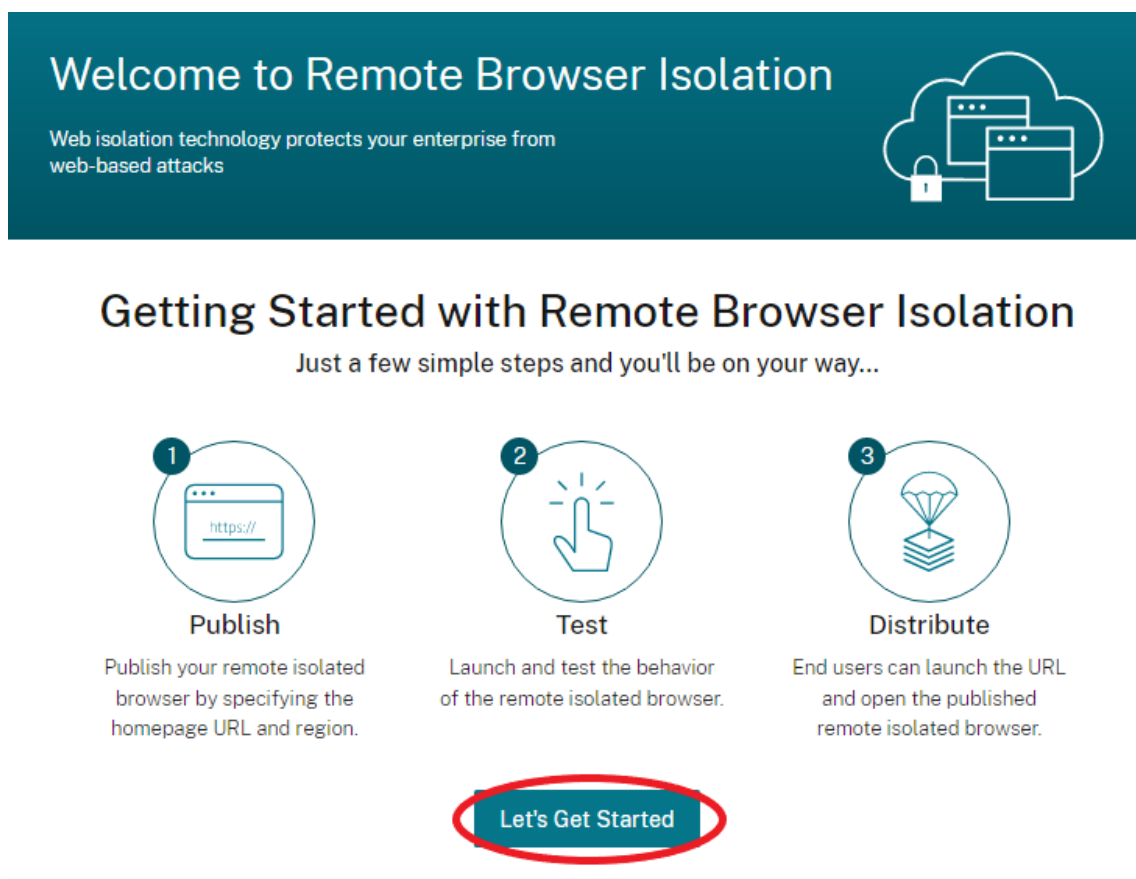 Welcome to Remote Browser Isolation
Web isolation technology protects your enterprise from
web-based attacks
Getting Started with Remote Browser Isolation
Just a few simple steps and you'll be on your way...
1
https://
Publish
Publish your remote isolated
browser by specifying the
homepage URL and region.
2
Test
Launch and test the behavior
of the remote isolated browser.
3
Distribute
End users can launch the URL
and open the published
remote isolated browser.
Let's Get Started